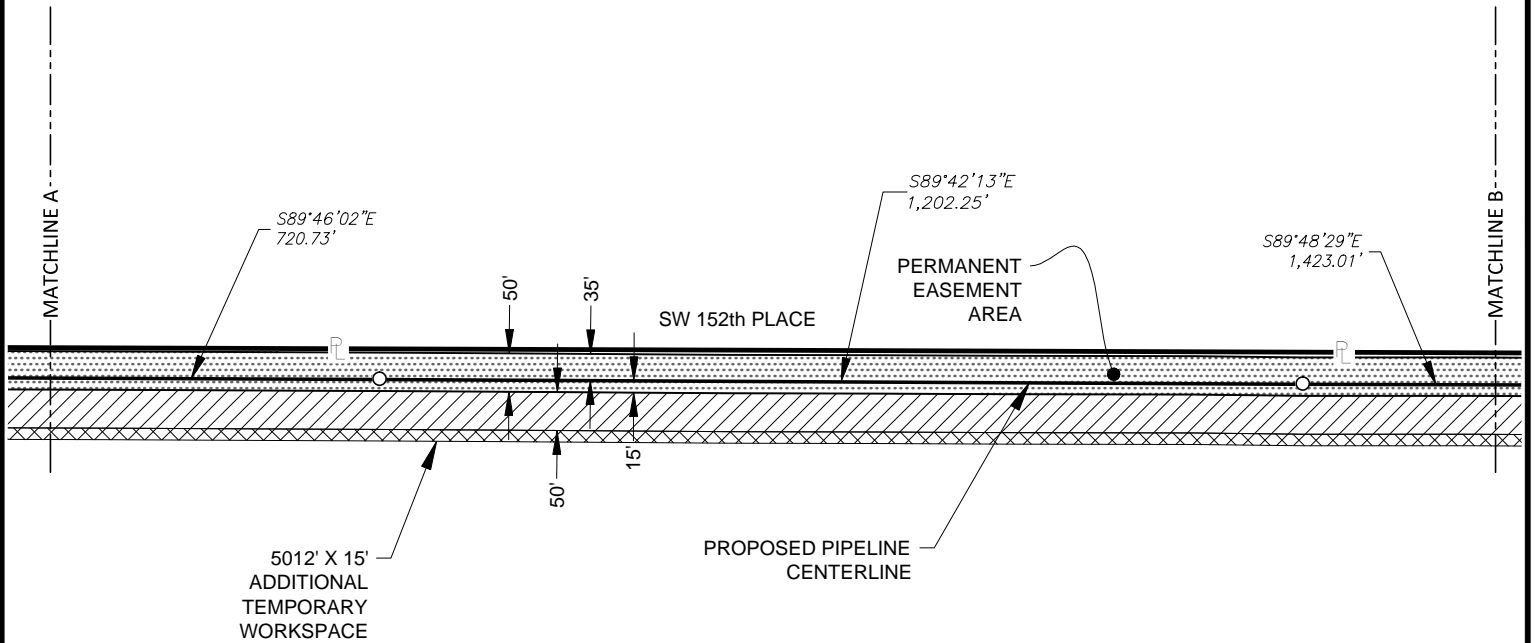 MATCHLINE A
S89°46'02"E
720.73'
50'
35'
S89°42'13"E
1,202.25'
SW 152th PLACE
PERMANENT
EASEMENT
AREA
S89°48'29"E
1,423.01'
MATCHLINE B
PL
PL
50'
15'
5012' X 15'
ADDITIONAL
TEMPORARY
WORKSPACE
PROPOSED PIPELINE
CENTERLINE